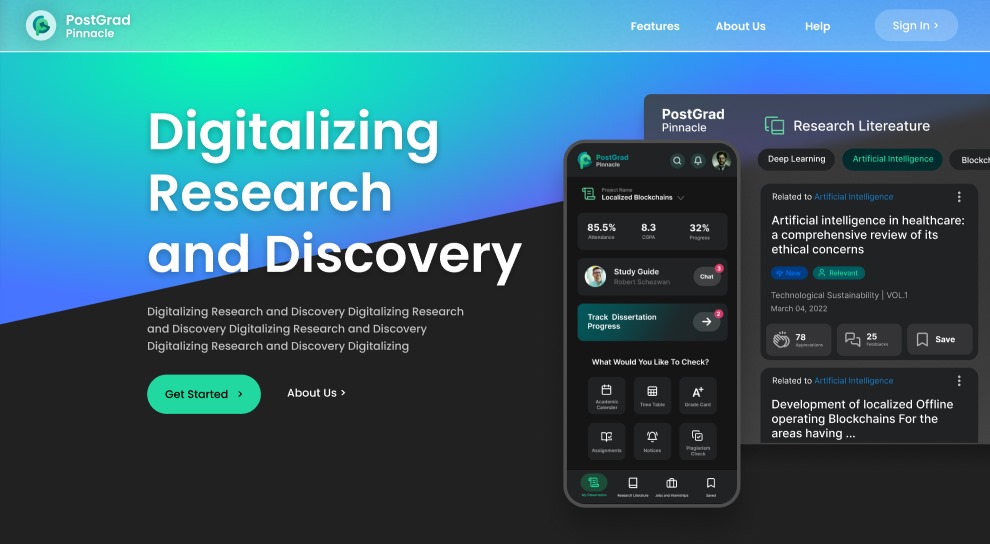 PostGrad
Pinnacle
Features
About Us
Help
Sign In >
Digitalizing
Research
and Discovery
Digitalizing Research and Discovery Digitalizing Research
and Discovery Digitalizing Research and Discovery
Digitalizing Research and Discovery Digitalizing
Get Started >
About Us >
PostGrad
Pinnacle
Project Name
Localized Blockchains
85.5%
Attendance
8.3
CGPA
32%
Progress
Study Guide
Robert Schezwan
Chat
3
Track Dissertation
Progress
2
What Would You Like To Check?
Academic
Calender
Time Table
A+
Grade Card
Assignments
Notices
Plagiarism
Check
My Dissertation
Research Literature
Jobs and Internships
Saved
PostGrad
Pinnacle
Research Litereature
Deep Learning
Artificial Intelligence
Blockch
Related to Artificial Intelligence
Artificial intelligence in healthcare:
a comprehensive review of its
ethical concerns
New
Relevant
Technological Sustainability | VOL.1
March 04, 2022
78
Appreciations
25
Feedbacks
Save
Related to Artificial Intelligence
Development of localized Offline
operating Blockchains For the
areas having ...